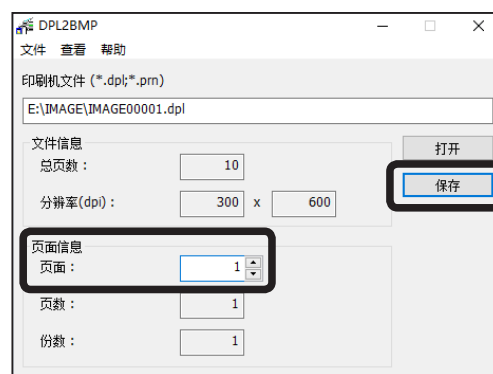 DPL2BMP
文件 查看 帮助
印刷机文件 (*.dpl;*.prn)
E:\IMAGE\IMAGE00001.dpl
文件信息
打开
总页数： 10
保存
分辨率(dpi)： 300 x 600
页面信息
页面： 1
页数： 1
份数： 1